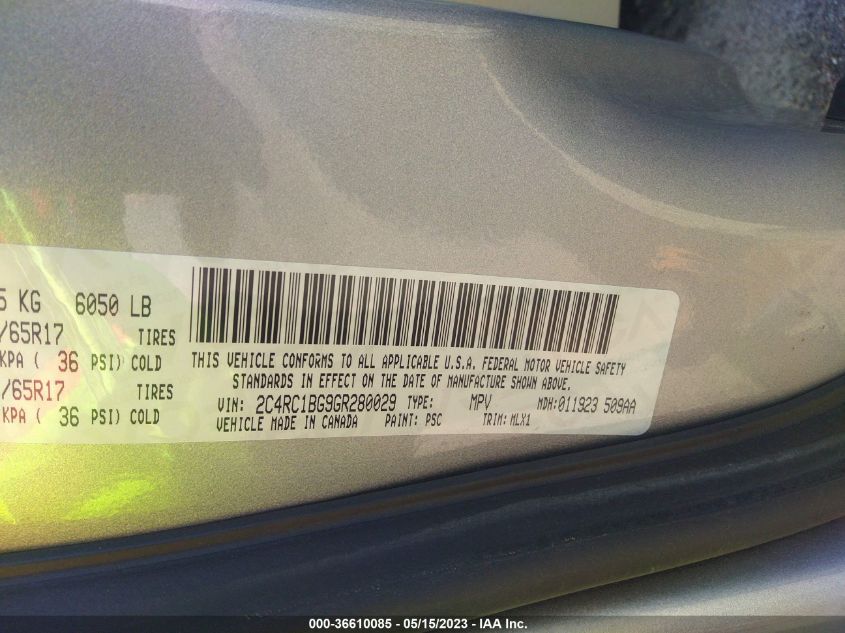 5 KG 6050 LB
/65R17 TIRES
KPA ( 36 PSI) COLD
/65R17 TIRES
KPA ( 36 PSI) COLD
THIS VEHICLE CONFORMS TO ALL APPLICABLE U.S.A. FEDERAL MOTOR VEHICLE SAFETY
STANDARDS IN EFFECT ON THE DATE OF MANUFACTURE SHOWN ABOVE.
VIN: 2C4RC1BG9GR280029 TYPE: MPV MDH:011923 509AA
VEHICLE MADE IN CANADA PAINT: PSC TRIM: MLX1
000-36610085 - 05/15/2023 - IAA Inc.